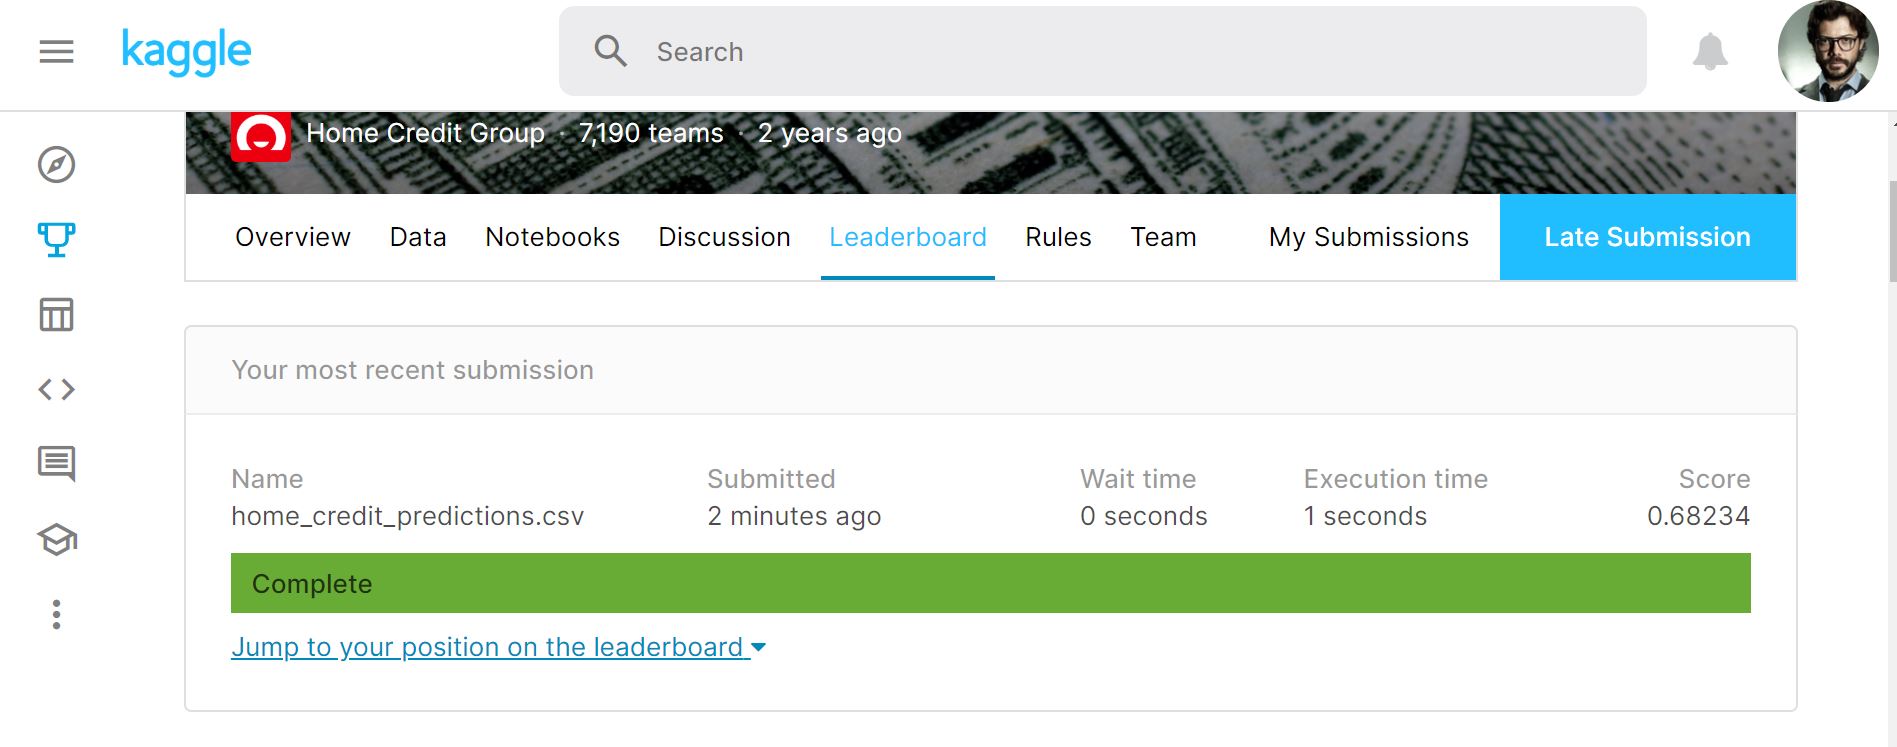 kaggle
Search
Home Credit Group · 7,190 teams · 2 years ago
Overview Data Notebooks Discussion Leaderboard Rules Team My Submissions Late Submission
Your most recent submission
Name Submitted Wait time Execution time Score
home_credit_predictions.csv 2 minutes ago 0 seconds 1 seconds 0.68234
Complete
Jump to your position on the leaderboard